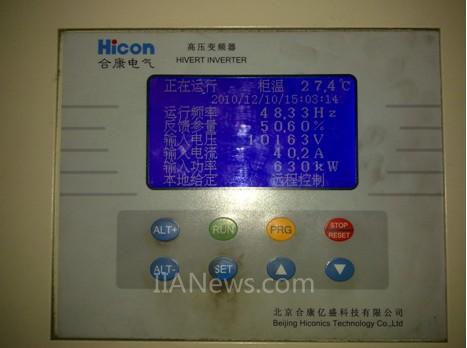 Hicon
合康电气
高压变频器
HIVERT INVERTER
正在运行 柜温 27.4℃
2010/12/10/15:03:14
运行频率 48.33Hz
反馈参量 50.60%
输入电压 10163V
输入电流 40.2A
输入功率 630kW
本地给定 远程控制
ALT+ RUN PRG STOP RESET
ALT- SET
IIANews.com
北京合康亿盛科技有限公司
Beijing Hiconics Technology Co.,Ltd